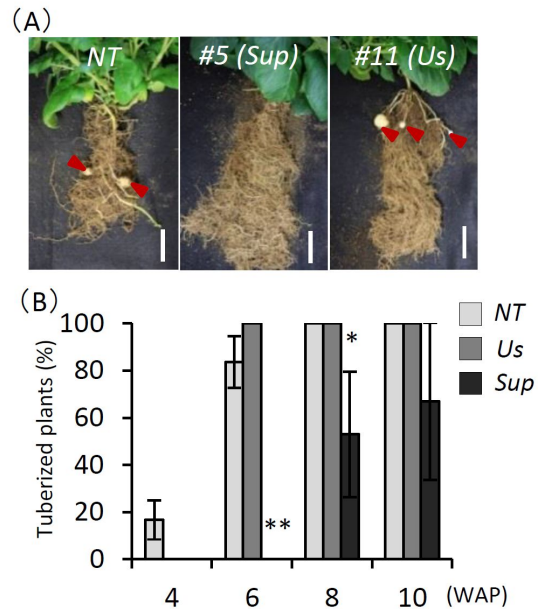 (A)
NT
#5 (Sup)
#11 (Us)
(B)
Tuberized plants (%)
100
80
60
40
20
0
**
*
4 6 8 10 (WAP)
NT
Us
Sup